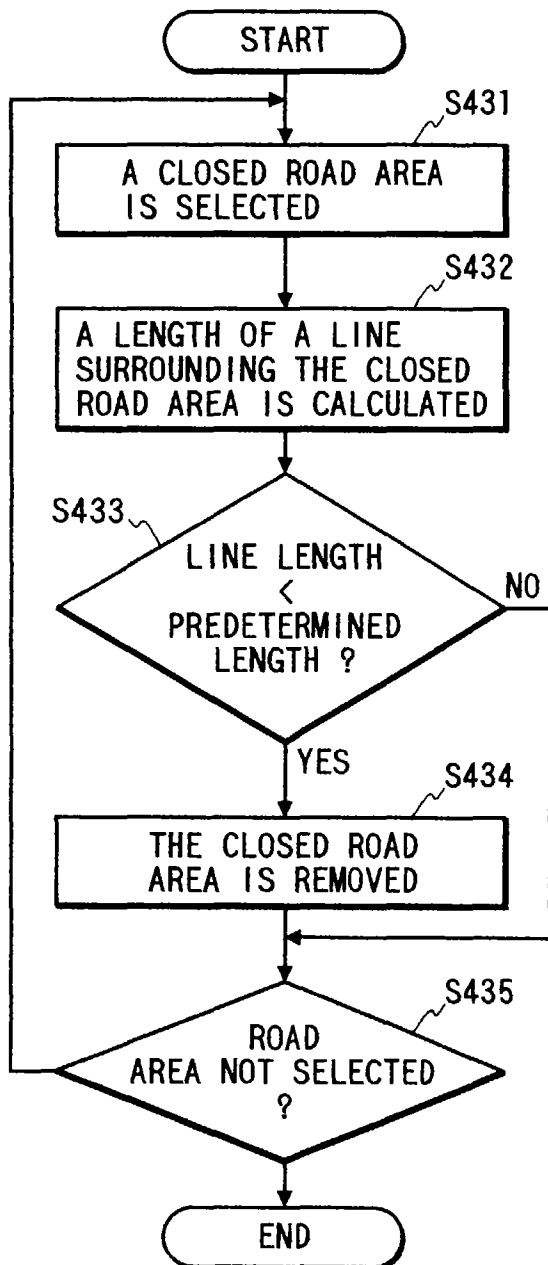 START
S431
A CLOSED ROAD AREA
IS SELECTED
S432
A LENGTH OF A LINE
SURROUNDING THE CLOSED
ROAD AREA IS CALCULATED
S433
LINE LENGTH
<
PREDETERMINED
LENGTH ?
NO
YES
S434
THE CLOSED ROAD
AREA IS REMOVED
S435
ROAD
AREA NOT SELECTED
?
END